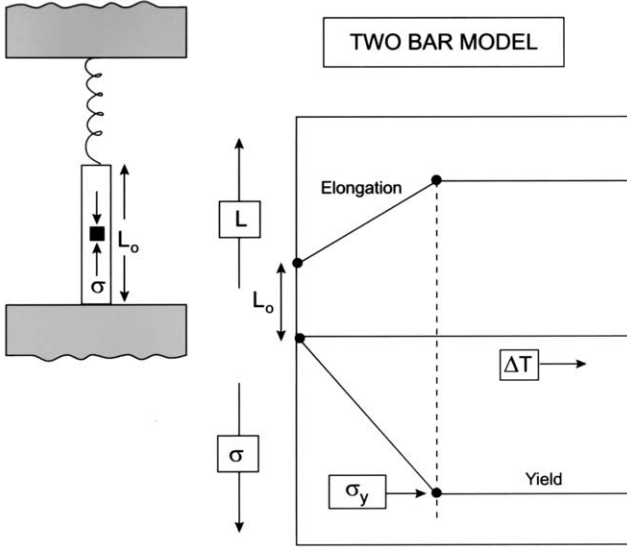 TWO BAR MODEL
Elongation
L
Lₒ
σ
Lₒ
ΔT
σ
σy
Yield